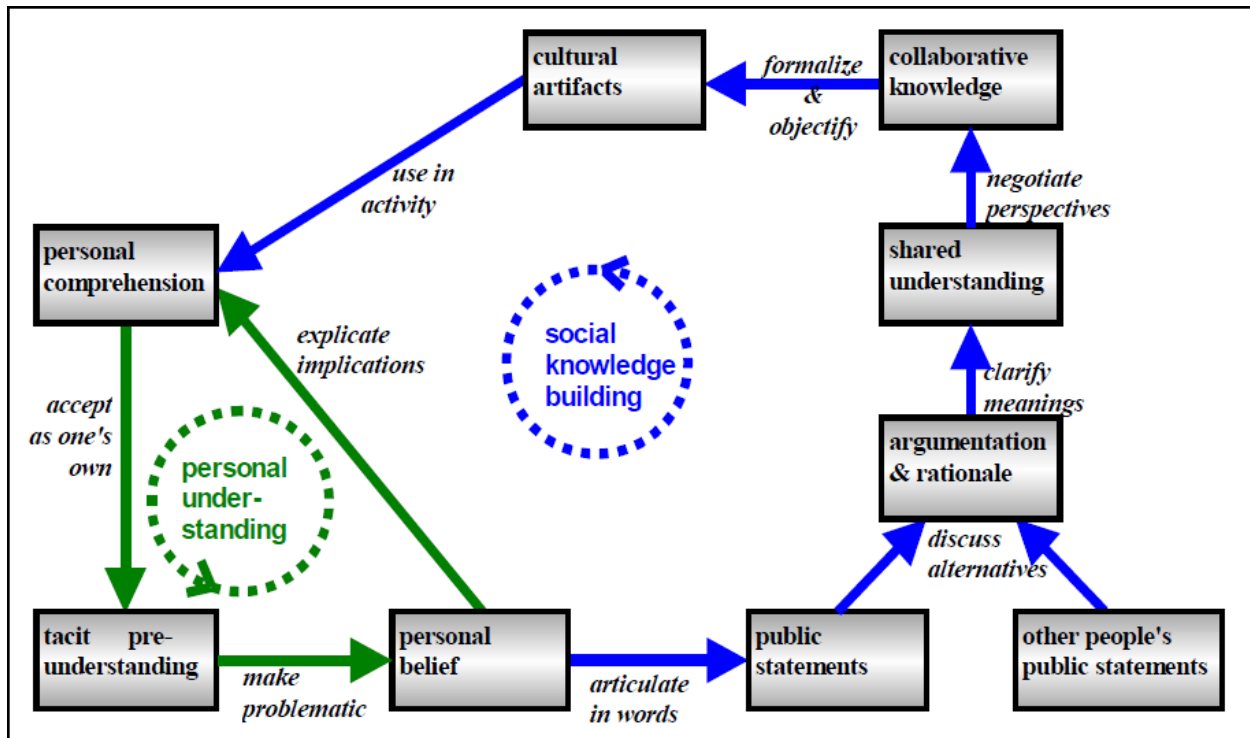 cultural
artifacts
formalize
&
objectify
collaborative
knowledge
use in
activity
negotiate
perspectives
personal
comprehension
shared
understanding
explicate
implications
social
knowledge
building
clarify
meanings
accept
as one's
own
personal
under-
standing
argumentation
& rationale
discuss
alternatives
tacit pre-
understanding
make
problematic
personal
belief
articulate
in words
public
statements
other people's
public statements